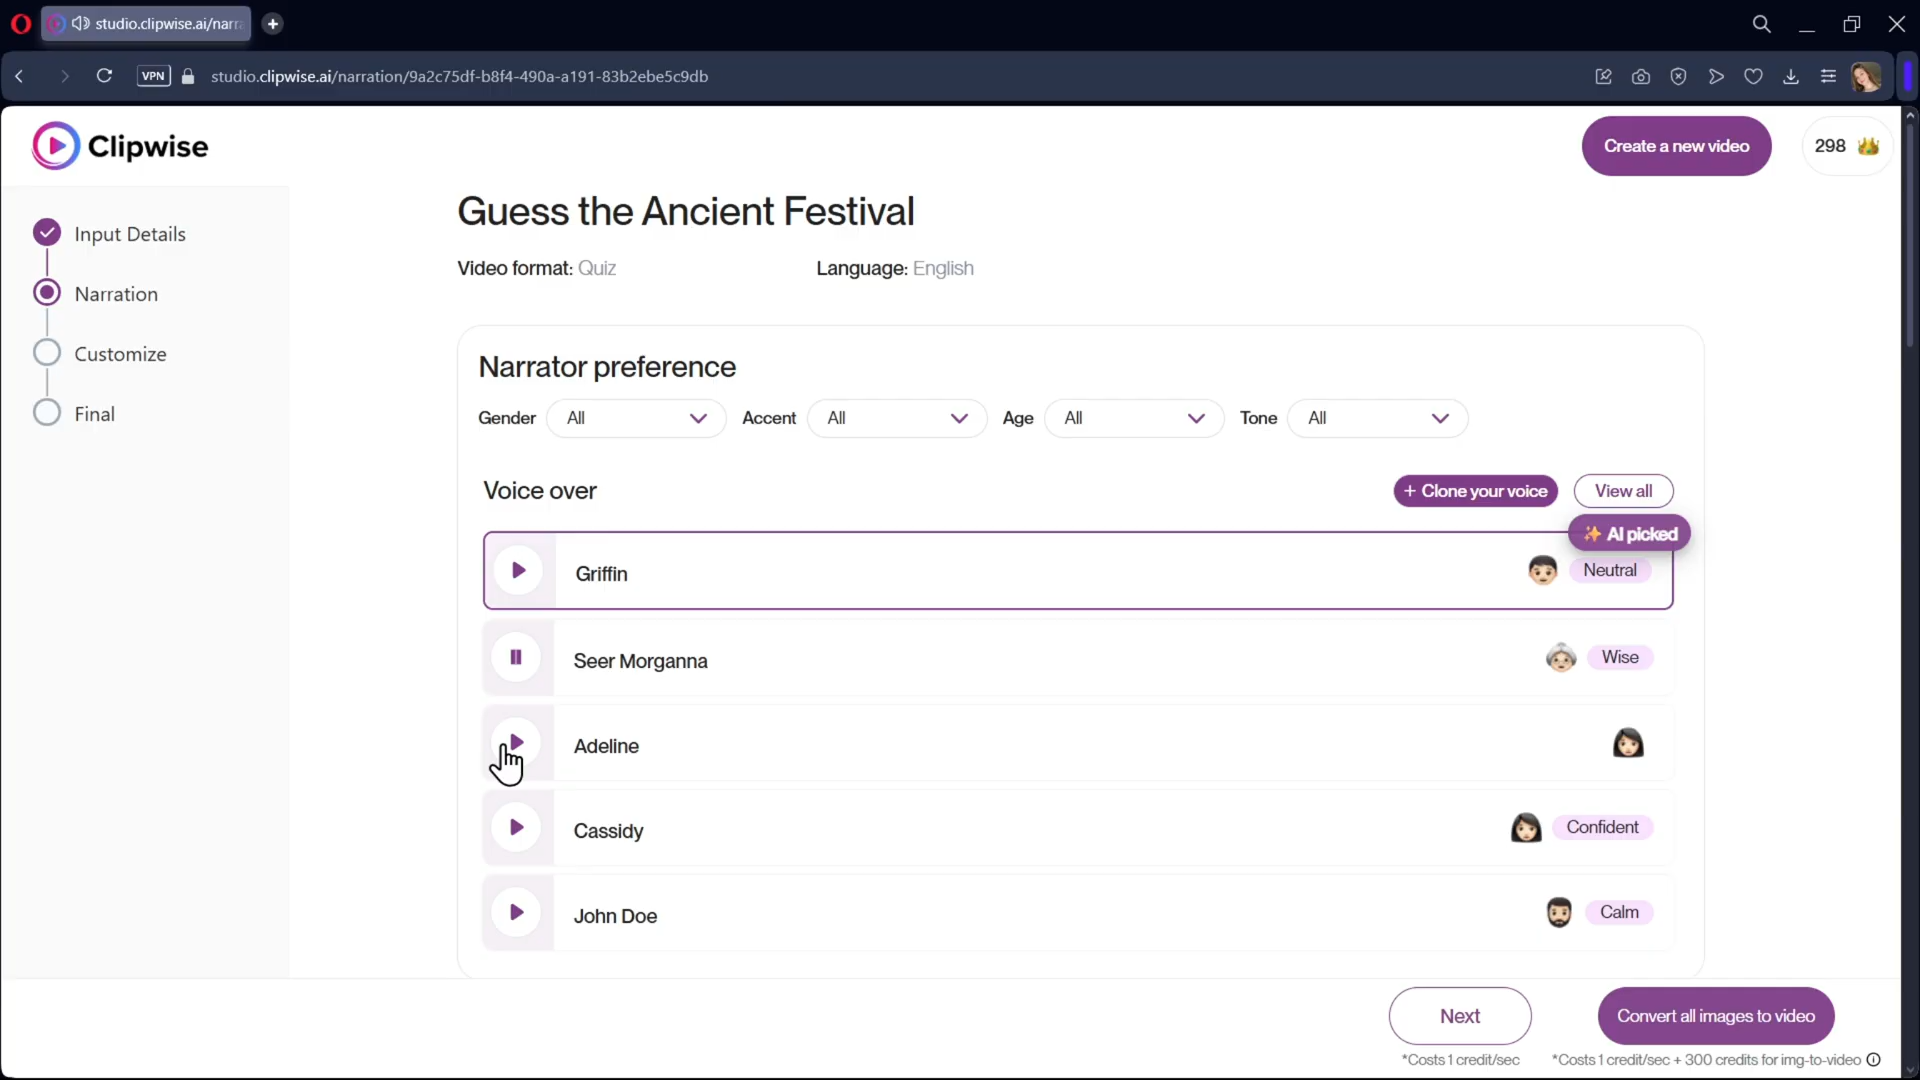 studio.clipwise.ai/narra
VPN
studio.clipwise.ai/narration/9a2c75df-b8f4-490a-a191-83b2ebe5c9db
Clipwise
Create a new video
298
Input Details
Narration
Customize
Final
Guess the Ancient Festival
Video format: Quiz
Language: English
Narrator preference
Gender All
Accent All
Age All
Tone All
Voice over
+ Clone your voice
View all
AI picked
Griffin
Neutral
Seer Morganna
Wise
Adeline
Cassidy
Confident
John Doe
Calm
Next
Convert all images to video
*Costs 1 credit/sec
*Costs 1 credit/sec + 300 credits for img-to-video